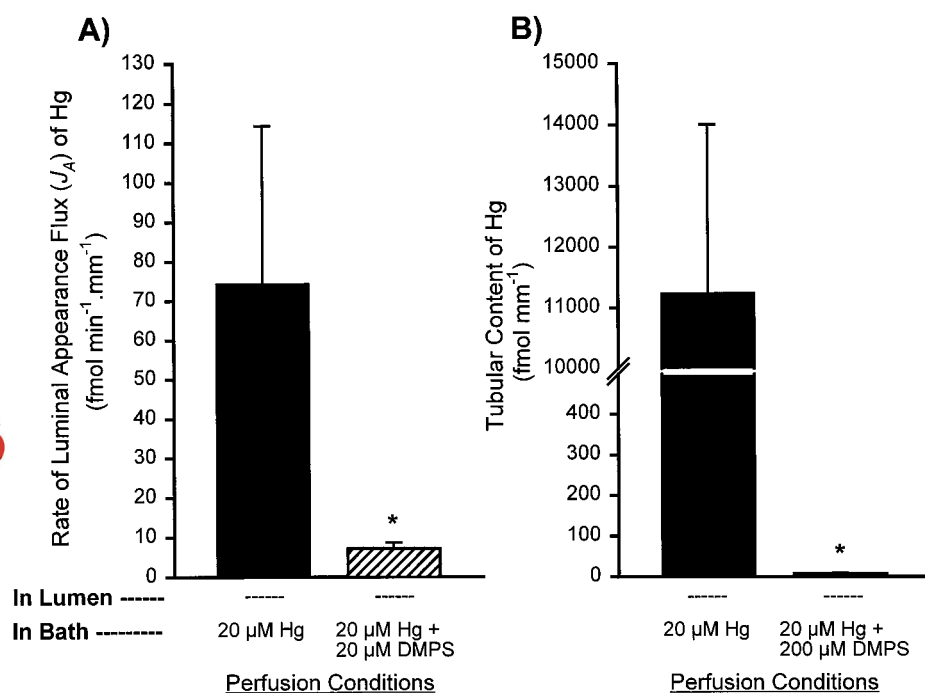 A)
Rate of Luminal Appearance Flux (J_A) of Hg
(fmol min⁻¹.mm⁻¹)
130
120
110
100
90
80
70
60
50
40
30
20
10
0
*
B)
Tubular Content of Hg
(fmol mm⁻¹)
15000
14000
13000
12000
11000
10000
400
300
200
100
0
*
In Lumen ------ ------ ------ ------ ------
In Bath --------- 20 µM Hg 20 µM Hg + 20 µM Hg 20 µM Hg +
20 µM DMPS 200 µM DMPS
Perfusion Conditions Perfusion Conditions